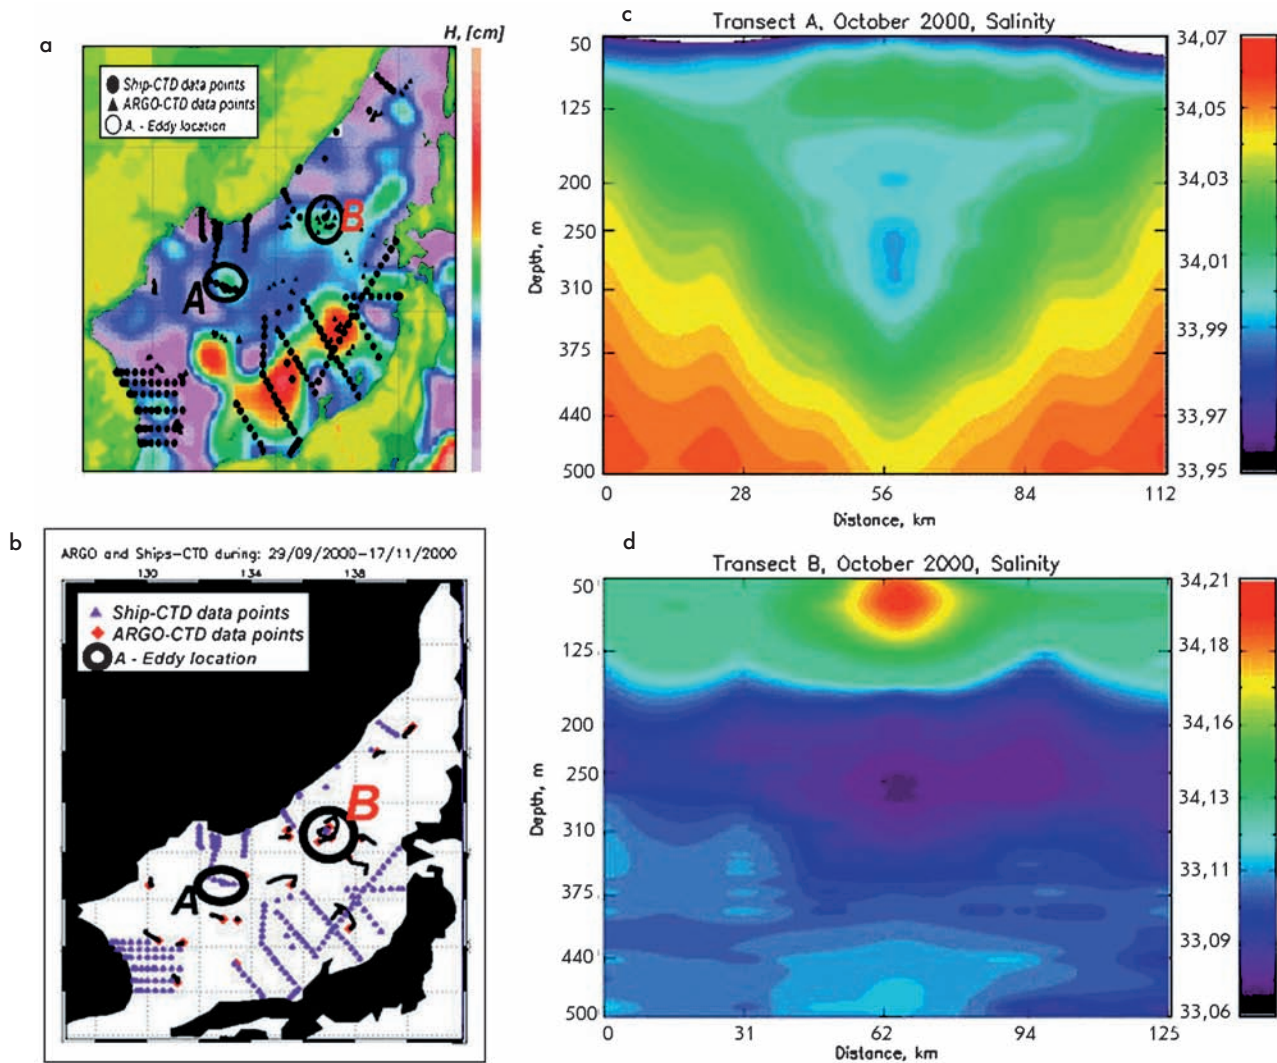 a
H, [cm]
Ship-CTD data points
ARGO-CTD data points
A. - Eddy location
B
A
b
ARGO and Ships-CTD during: 29/09/2000-17/11/2000
130 134 138
Ship-CTD data points
ARGO-CTD data points
A - Eddy location
B
A
c
Transect A, October 2000, Salinity
Depth, m
50
125
200
250
310
375
440
500
0 28 56 84 112
Distance, km
34,07
34,05
34,03
34,01
33,99
33,97
33,95
d
Transect B, October 2000, Salinity
Depth, m
50
125
200
250
310
375
440
500
0 31 62 94 125
Distance, km
34,21
34,18
34,16
34,13
33,11
33,09
33,06